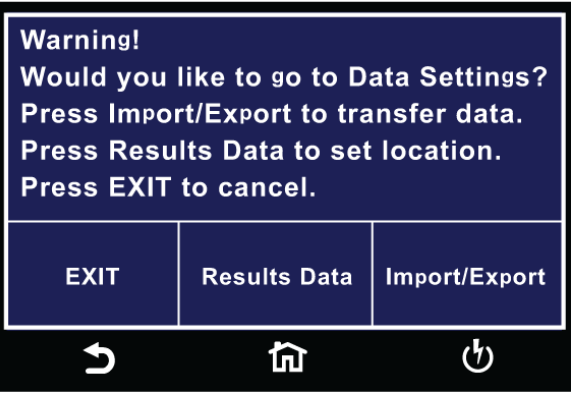 Warning!
Would you like to go to Data Settings?
Press Import/Export to transfer data.
Press Results Data to set location.
Press EXIT to cancel.
EXIT
Results Data
Import/Export